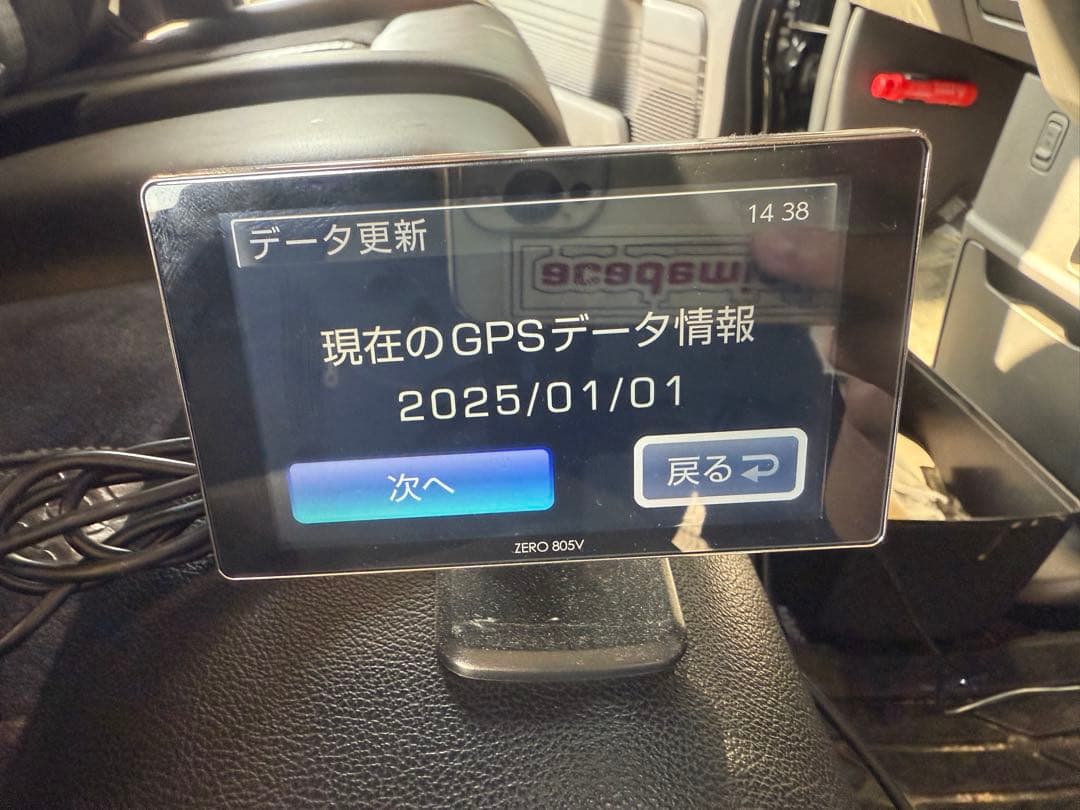 データ更新
14 38
現在のGPSデータ情報
2025/01/01
次へ
戻る
ZERO 805V